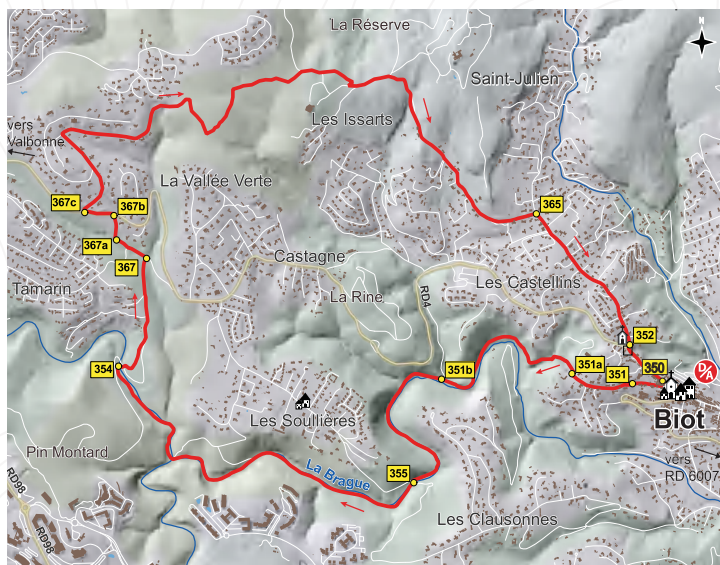 La Réserve
N
Saint-Julien
Les Issarts
vers
Valbonne
La Vallée Verte
367c
367b
365
367a
367
Castagne
Tamarin
La Rine
RD4
Les Castellins
352
354
351b
351a
351
350
D/A
Biot
Les Soullières
Pin Montard
La Brague
355
vers
RD 6007
RD98
RD98
Les Clausonnes